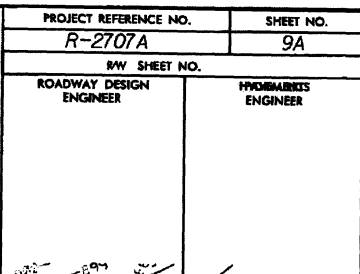 PROJECT REFERENCE NO. SHEET NO.
R-2707A 9A
R/W SHEET NO.
ROADWAY DESIGN
ENGINEER
ENGINEER